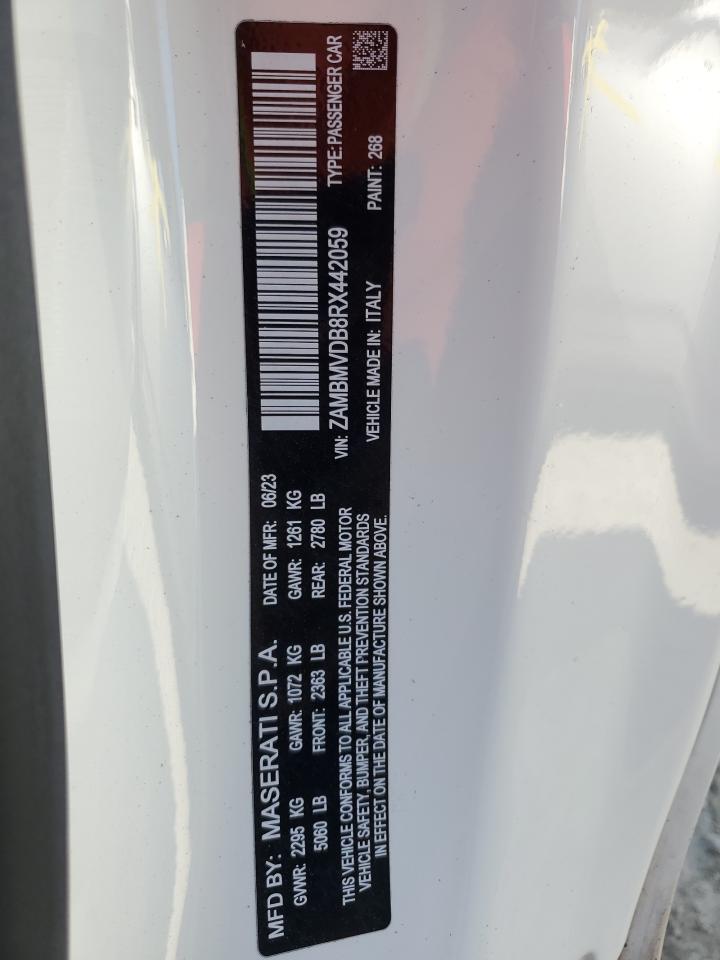 MFD BY: MASERATI S.P.A. DATE OF MFR: 06/23
GVWR: 2295 KG GAWR: 1072 KG GAWR: 1261 KG
5060 LB FRONT: 2363 LB REAR: 2780 LB
THIS VEHICLE CONFORMS TO ALL APPLICABLE U.S. FEDERAL MOTOR
VEHICLE SAFETY, BUMPER, AND THEFT PREVENTION STANDARDS
IN EFFECT ON THE DATE OF MANUFACTURE SHOWN ABOVE.
VIN: ZAMBMVDB8RX442059 TYPE: PASSENGER CAR
VEHICLE MADE IN: ITALY PAINT: 268